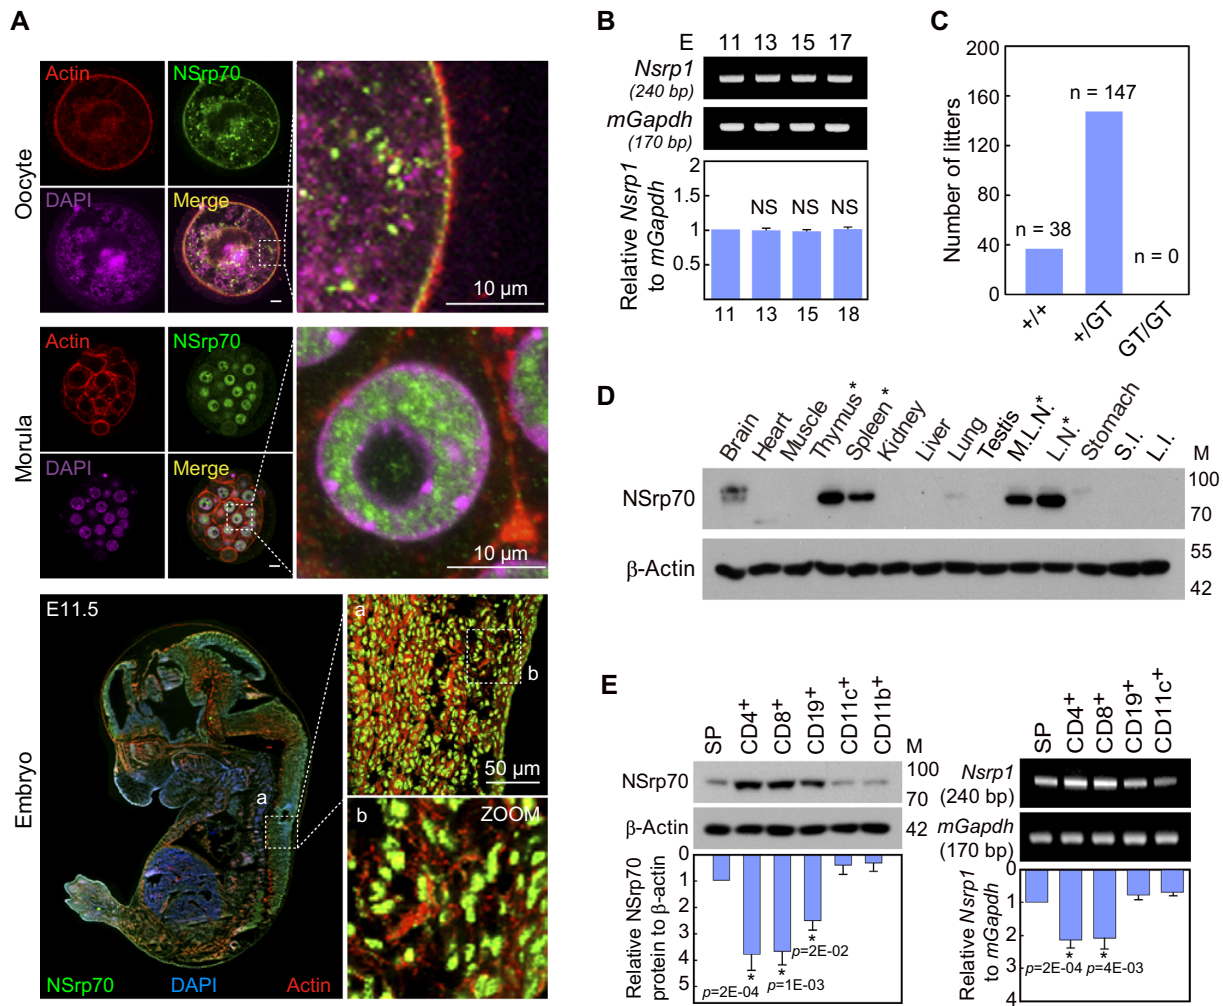 A
Actin
NSrp70
DAPI
Merge
10 µm
Oocyte
Actin
NSrp70
DAPI
Merge
10 µm
Morula
E11.5
a
a
b
50 µm
b
ZOOM
NSrp70 DAPI Actin
Embryo
B
E 11 13 15 17
Nsrp1
(240 bp)
mGapdh
(170 bp)
Relative Nsrp1
to mGapdh
2
1.5
1
0.5
NS NS NS
11 13 15 18
C
Number of litters
200
160
120
80
40
0
n = 38
n = 147
n = 0
+/+ +/GT GT/GT
D
Brain Heart Muscle Thymus* Spleen* Kidney Liver Lung Testis M.L.N.* L.N.* Stomach S.I. L.I.
M
NSrp70
100
70
β-Actin
55
42
E
SP CD4+ CD8+ CD19+ CD11c+ CD11b+
M
NSrp70
100
70
β-Actin
42
Relative NSrp70
protein to β-actin
0
1
2
3
4
5
*
p=2E-04
*
p=1E-03
*
p=2E-02
SP CD4+ CD8+ CD19+ CD11c+
Nsrp1
(240 bp)
mGapdh
(170 bp)
Relative Nsrp1
to mGapdh
0
1
2
3
4
* *
p=2E-04 p=4E-03